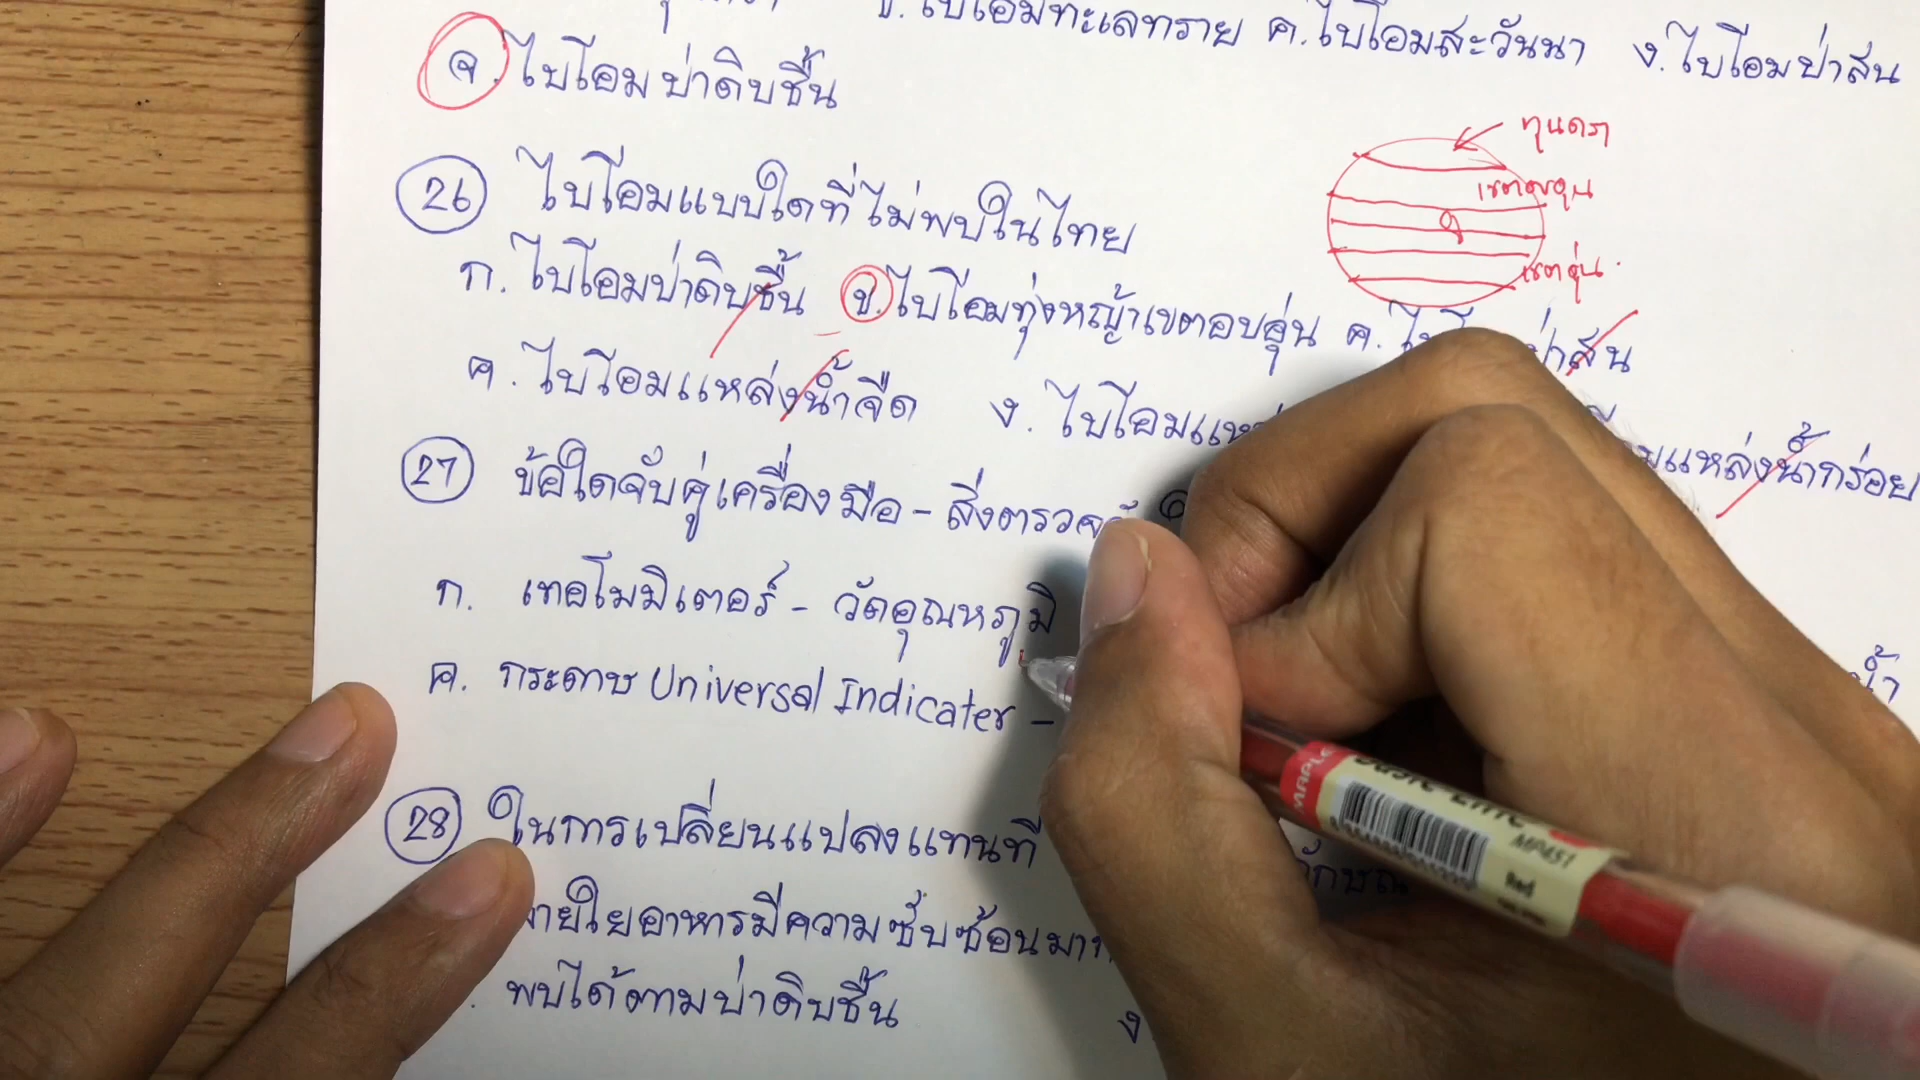 ข. ไบโอมทะเลทราย ค. ไบโอมสะวันนา ง. ไบโอมป่าสน
จ. ไบโอมป่าดิบชื้น
ทุนดรา
เขตอบอุ่น
เขตอุ่น
26 ไบโอมแบบใดที่ไม่พบในไทย
ก. ไบโอมป่าดิบชื้น ข. ไบโอมทุ่งหญ้าเขตอบอุ่น ค. ป่าสน
ค. ไบโอมแหล่งน้ำจืด ง. ไบโอมแหล่งน้ำกร่อย
27 ข้อใดจับคู่เครื่องมือ - สิ่งตรวจ
ก. เทอโมมิเตอร์ - วัดอุณหภูมิ
ค. กระดาษ Universal Indicater - น้ำ
28 ในการเปลี่ยนแปลงแทนที่
สายใยอาหารมีความซับซ้อนมาก
พบได้ตามป่าดิบชื้น ง
MAPLE
MP451
Red